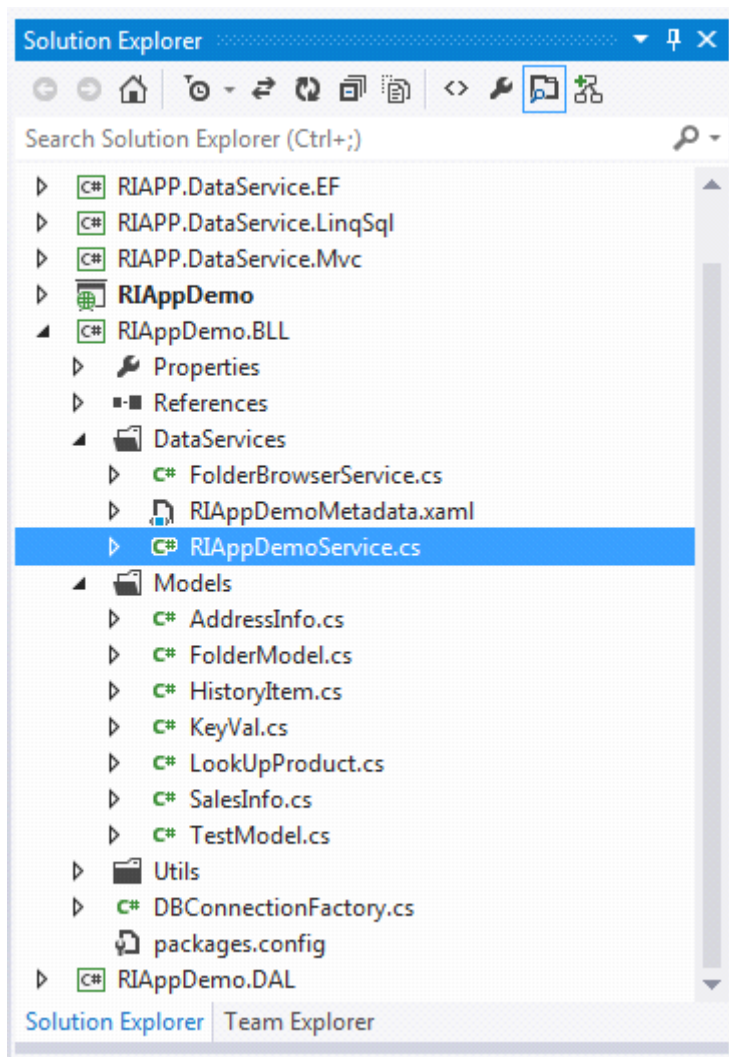 Solution Explorer
Search Solution Explorer (Ctrl+;)
C# RIAPP.DataService.EF
C# RIAPP.DataService.LinqSql
C# RIAPP.DataService.Mvc
RIAppDemo
C# RIAppDemo.BLL
Properties
References
DataServices
C# FolderBrowserService.cs
RIAppDemoMetadata.xaml
C# RIAppDemoService.cs
Models
C# AddressInfo.cs
C# FolderModel.cs
C# HistoryItem.cs
C# KeyVal.cs
C# LookUpProduct.cs
C# SalesInfo.cs
C# TestModel.cs
Utils
C# DBConnectionFactory.cs
packages.config
C# RIAppDemo.DAL
Solution Explorer Team Explorer